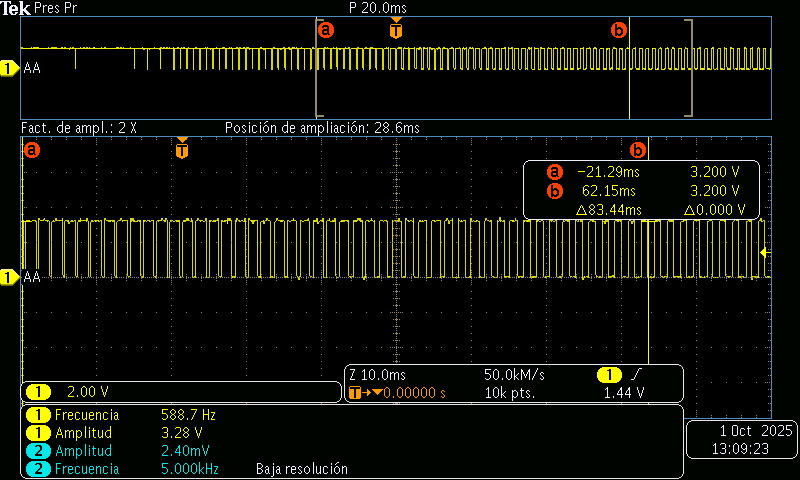 Tek Pres Pr P 20.0ms
a T b
1 AA
Fact. de ampl.: 2 X Posición de ampliación: 28.6ms
a T b
a −21.29ms 3.200 V
b 62.15ms 3.200 V
Δ83.44ms Δ0.000 V
1 AA
1 2.00 V
Z 10.0ms 50.0kM/s 1
T→▼0.00000 s 10k pts. 1.44 V
1 Frecuencia 588.7 Hz
1 Amplitud 3.28 V
2 Amplitud 2.40mV
2 Frecuencia 5.000kHz Baja resolución
1 Oct 2025
13:09:23